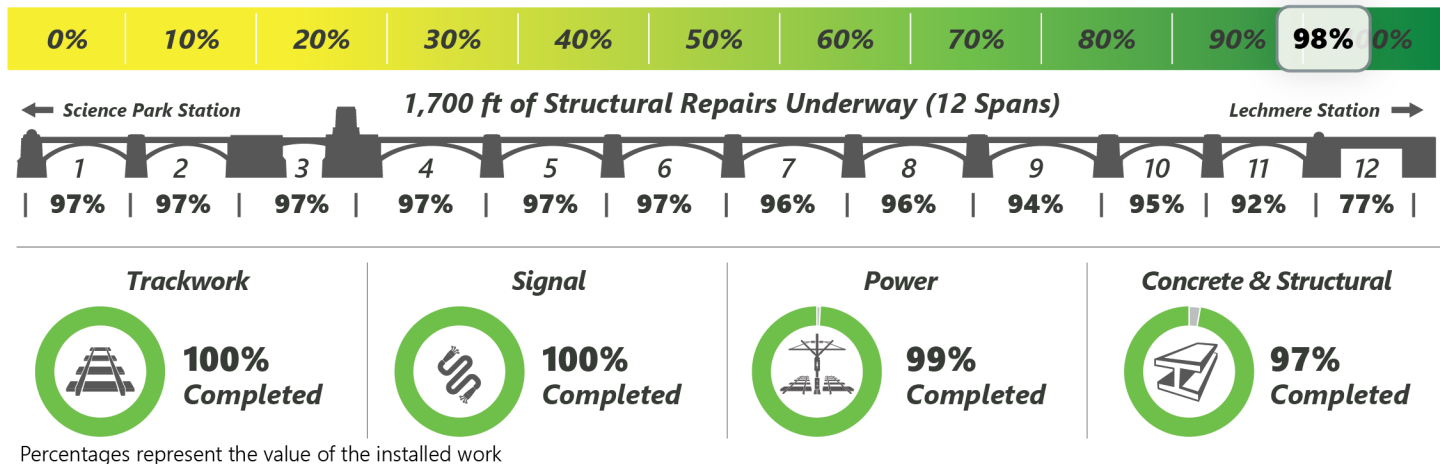 0% 10% 20% 30% 40% 50% 60% 70% 80% 90% 98% 0%
Science Park Station
1,700 ft of Structural Repairs Underway (12 Spans)
Lechmere Station
1 2 3 4 5 6 7 8 9 10 11 12
| 97% | 97% | 97% | 97% | 97% | 97% | 96% | 96% | 94% | 95% | 92% | 77% |
Trackwork
100%
Completed
Signal
100%
Completed
Power
99%
Completed
Concrete & Structural
97%
Completed
Percentages represent the value of the installed work